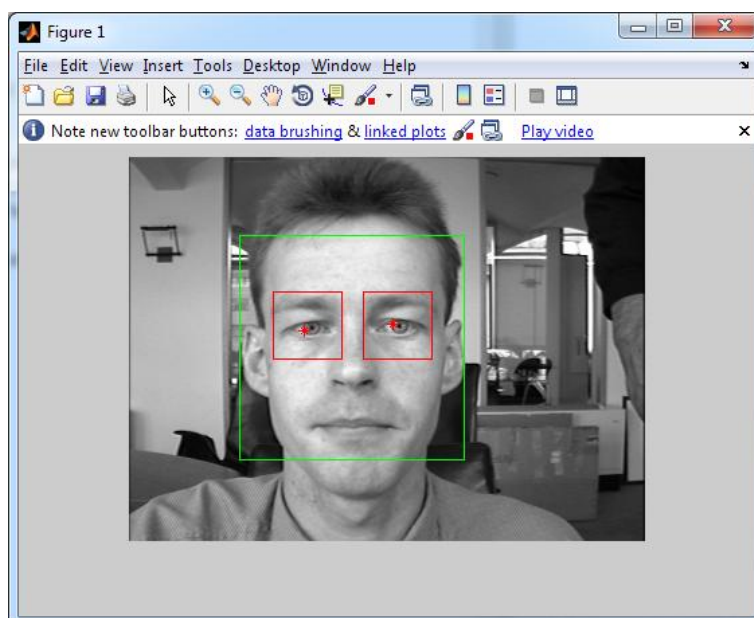 Figure 1
File Edit View Insert Tools Desktop Window Help
Note new toolbar buttons: data brushing & linked plots Play video